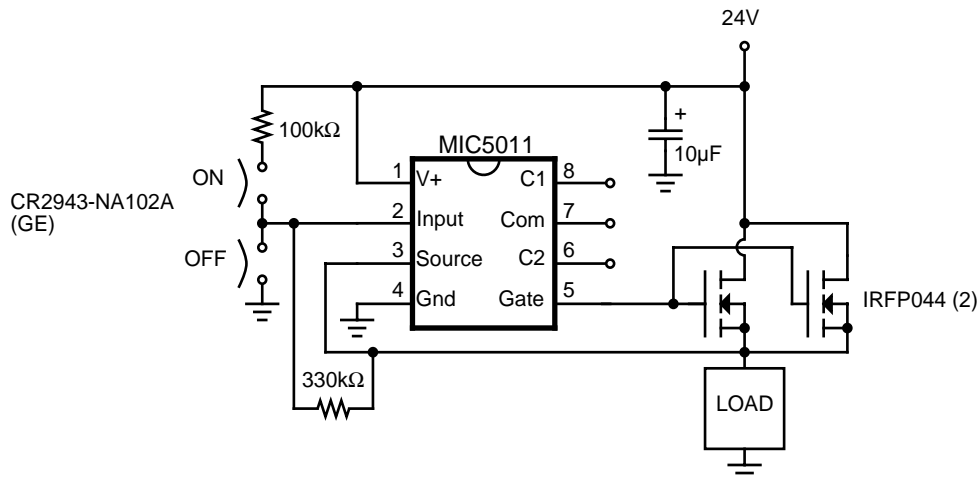 24V
100kΩ
+
10µF
MIC5011
ON
CR2943-NA102A
(GE)
OFF
1 V+ C1 8
2 Input Com 7
3 Source C2 6
4 Gnd Gate 5
IRFP044 (2)
330kΩ
LOAD